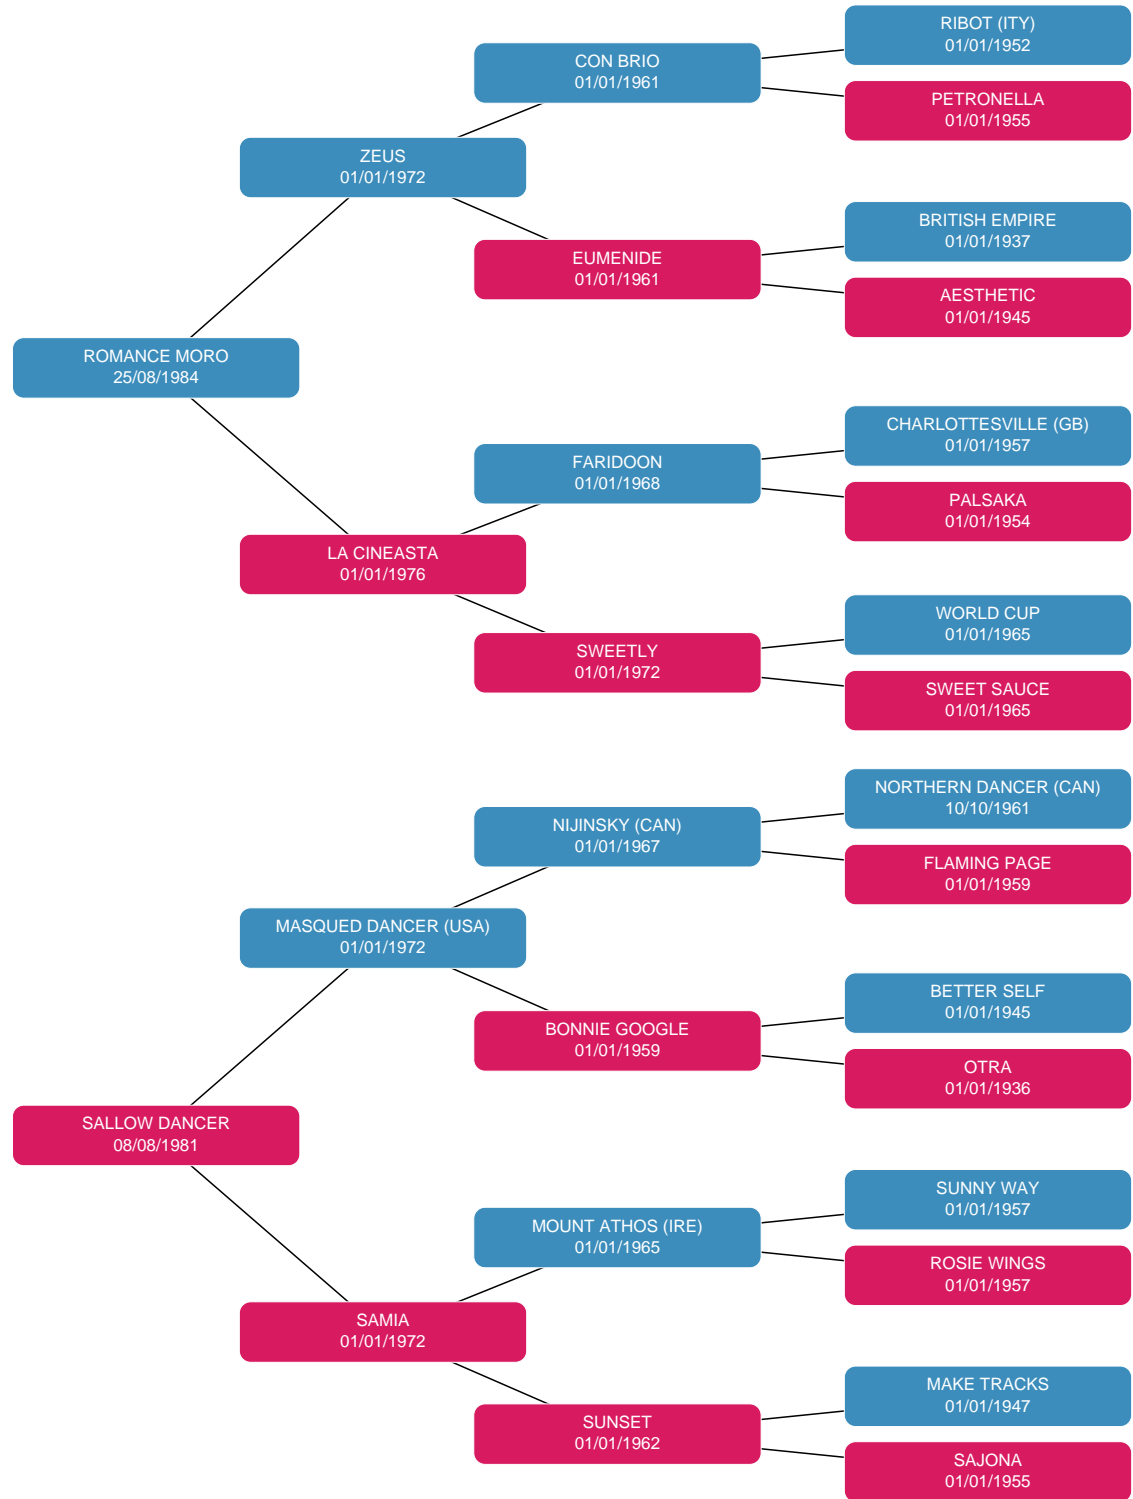 RIBOT (ITY)
01/01/1952
CON BRIO
01/01/1961
PETRONELLA
01/01/1955
ZEUS
01/01/1972
BRITISH EMPIRE
01/01/1937
EUMENIDE
01/01/1961
AESTHETIC
01/01/1945
ROMANCE MORO
25/08/1984
CHARLOTTESVILLE (GB)
01/01/1957
FARIDOON
01/01/1968
PALSAKA
01/01/1954
LA CINEASTA
01/01/1976
WORLD CUP
01/01/1965
SWEETLY
01/01/1972
SWEET SAUCE
01/01/1965
NORTHERN DANCER (CAN)
10/10/1961
NIJINSKY (CAN)
01/01/1967
FLAMING PAGE
01/01/1959
MASQUED DANCER (USA)
01/01/1972
BETTER SELF
01/01/1945
BONNIE GOOGLE
01/01/1959
OTRA
01/01/1936
SALLOW DANCER
08/08/1981
SUNNY WAY
01/01/1957
MOUNT ATHOS (IRE)
01/01/1965
ROSIE WINGS
01/01/1957
SAMIA
01/01/1972
MAKE TRACKS
01/01/1947
SUNSET
01/01/1962
SAJONA
01/01/1955